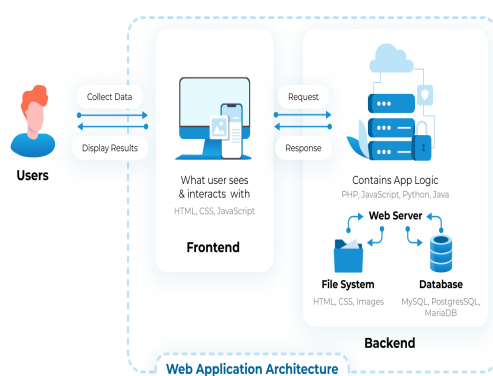 Collect Data
Display Results
Users
What user sees
& interacts with
HTML, CSS, JavaScript
Frontend
Request
Response
Contains App Logic
PHP, JavaScript, Python, Java
Web Server
File System
HTML, CSS, Images
Database
MySQL, PostgresSQL,
MariaDB
Backend
Web Application Architecture